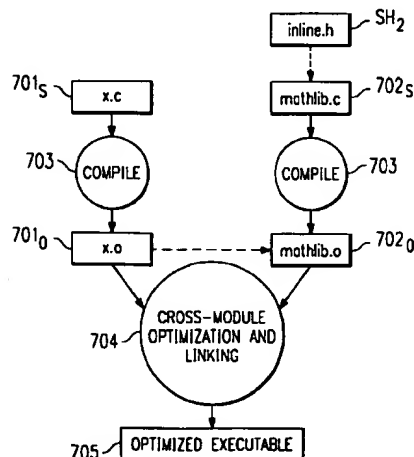 inline.h SH2
701S x.c mathlib.c 702S
703 COMPILE COMPILE 703
701O x.o mathlib.o 702O
704 CROSS-MODULE
OPTIMIZATION AND
LINKING
705 OPTIMIZED EXECUTABLE